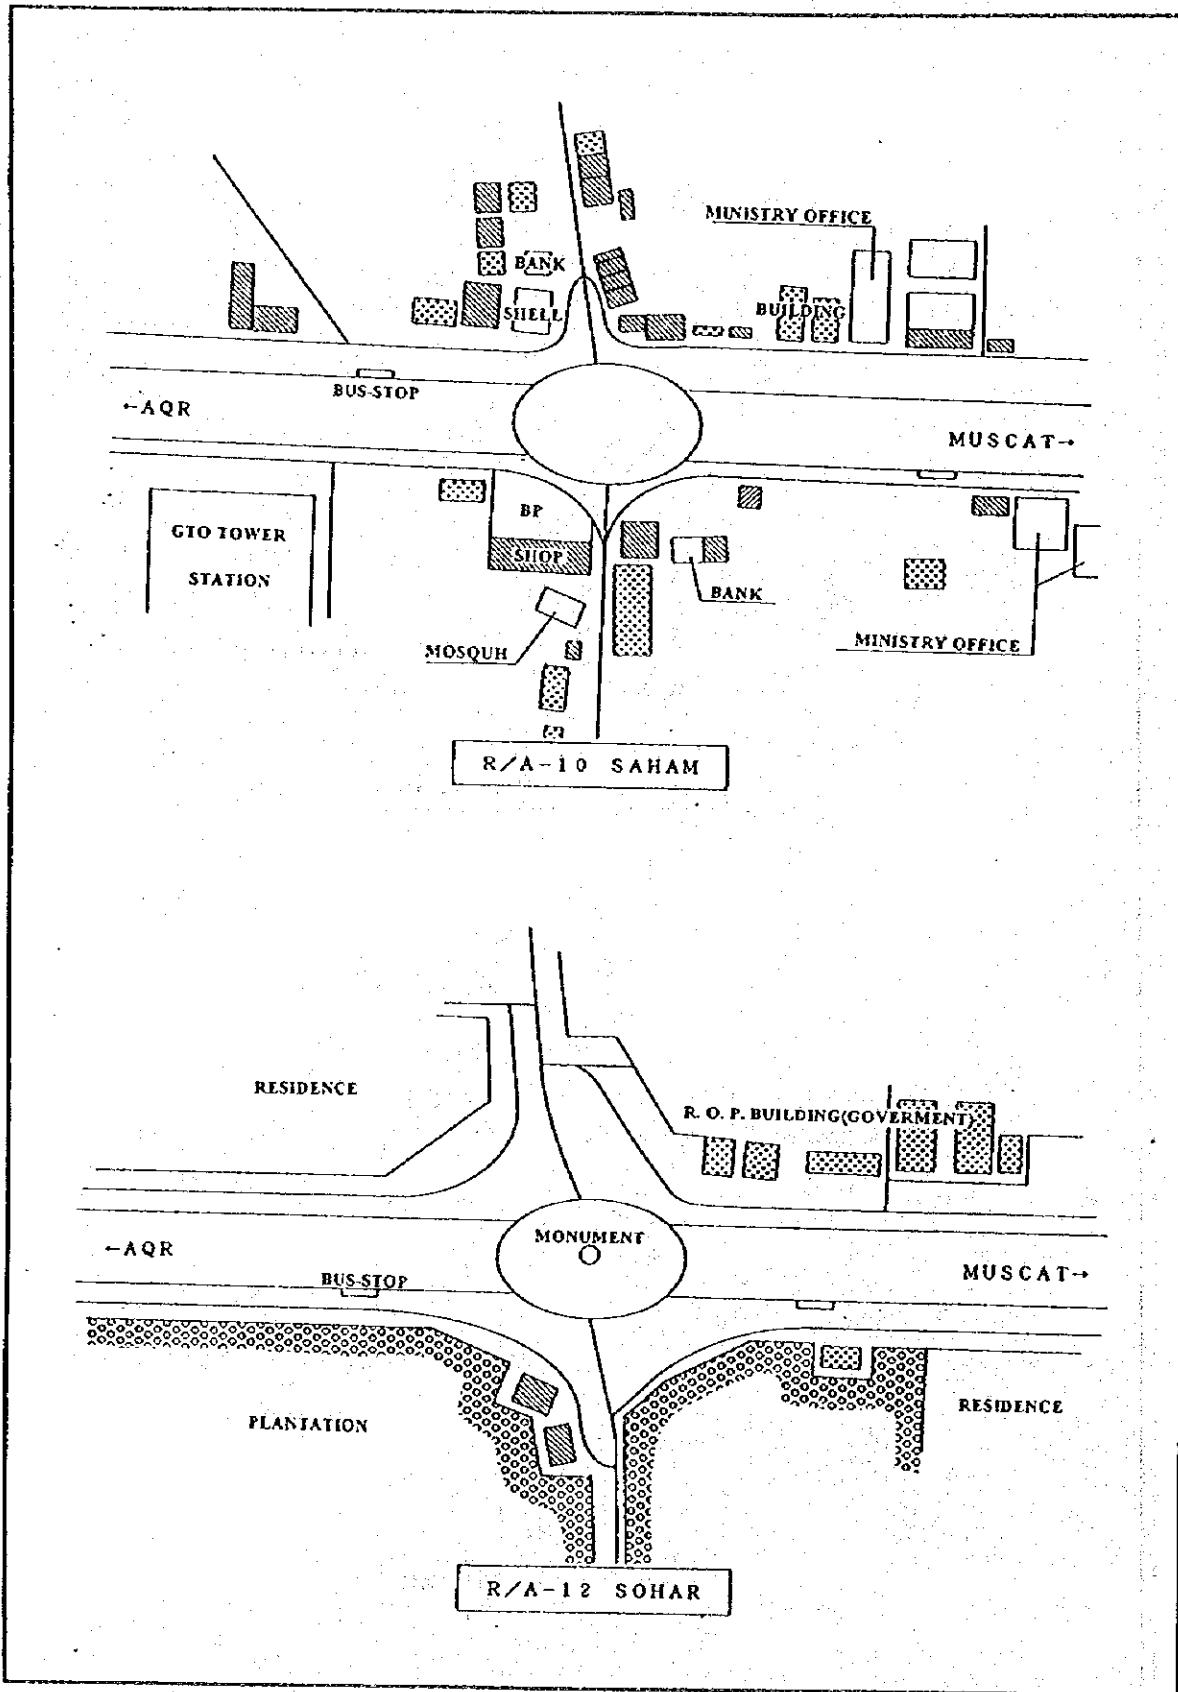 MINISTRY OFFICE
BANK
SHELL
BUILDING
BUS-STOP
←AQR
MUSCAT→
BP
GTO TOWER
STATION
SHOP
BANK
MOSQUH
MINISTRY OFFICE
R/A-10 SAHAM
RESIDENCE
R. O. P. BUILDING(GOVERMENT)
MONUMENT
←AQR
MUSCAT→
BUS-STOP
PLANTATION
RESIDENCE
R/A-12 SOHAR